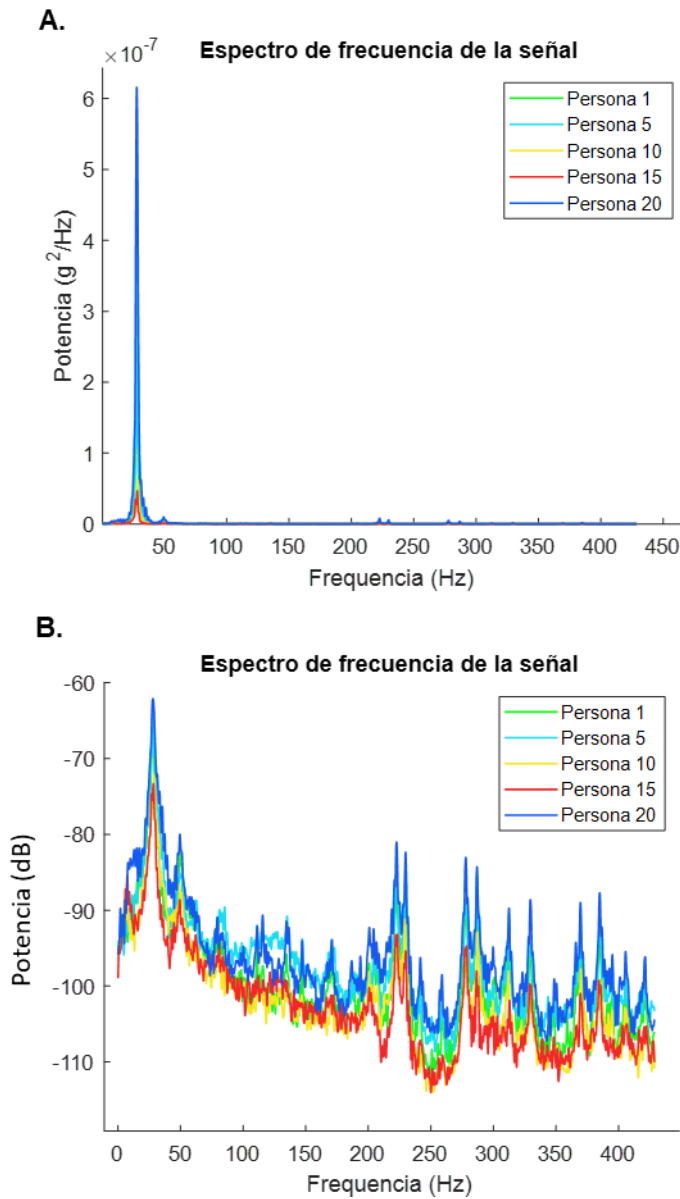 A.
Espectro de frecuencia de la señal
×10^-7
Potencia (g^2/Hz)
6
5
4
3
2
1
0
50 100 150 200 250 300 350 400 450
Frequencia (Hz)
Persona 1
Persona 5
Persona 10
Persona 15
Persona 20
B.
Espectro de frecuencia de la señal
Potencia (dB)
-60
-70
-80
-90
-100
-110
0 50 100 150 200 250 300 350 400
Frequencia (Hz)
Persona 1
Persona 5
Persona 10
Persona 15
Persona 20